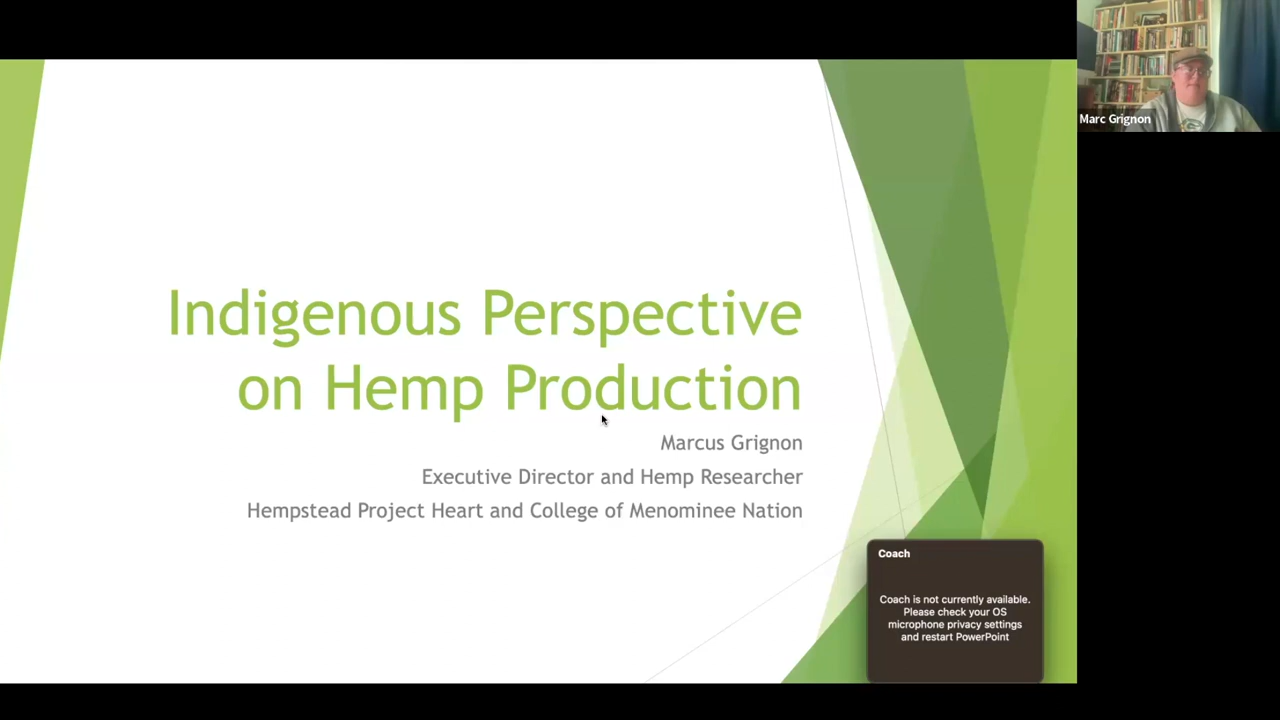 Marc Grignon
Indigenous Perspective
on Hemp Production
Marcus Grignon
Executive Director and Hemp Researcher
Hempstead Project Heart and College of Menominee Nation
Coach
Coach is not currently available.
Please check your OS
microphone privacy settings
and restart PowerPoint